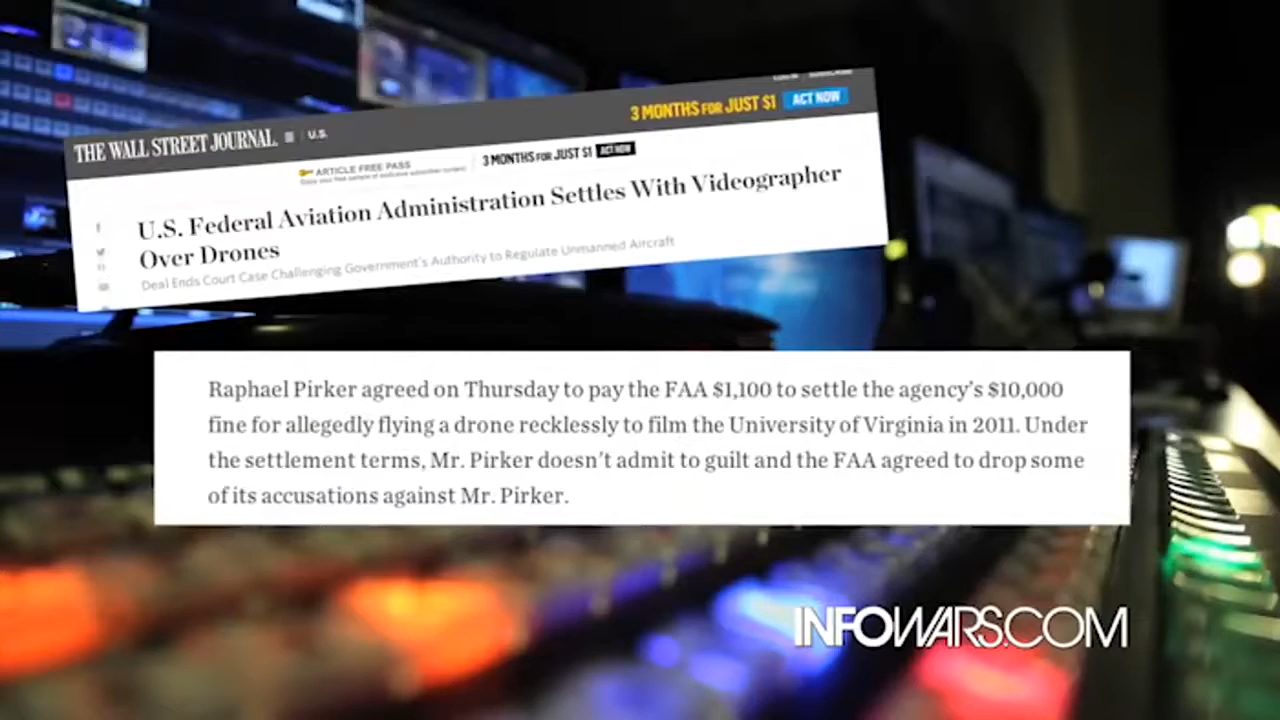 THE WALL STREET JOURNAL. U.S.
3 MONTHS FOR JUST $1 ACT NOW
ARTICLE FREE PASS
3 MONTHS FOR JUST $1 ACT NOW
U.S. Federal Aviation Administration Settles With Videographer
Over Drones
Deal Ends Court Case Challenging Government's Authority to Regulate Unmanned Aircraft
Raphael Pirker agreed on Thursday to pay the FAA $1,100 to settle the agency's $10,000
fine for allegedly flying a drone recklessly to film the University of Virginia in 2011. Under
the settlement terms, Mr. Pirker doesn't admit to guilt and the FAA agreed to drop some
of its accusations against Mr. Pirker.
INFOWARS.COM